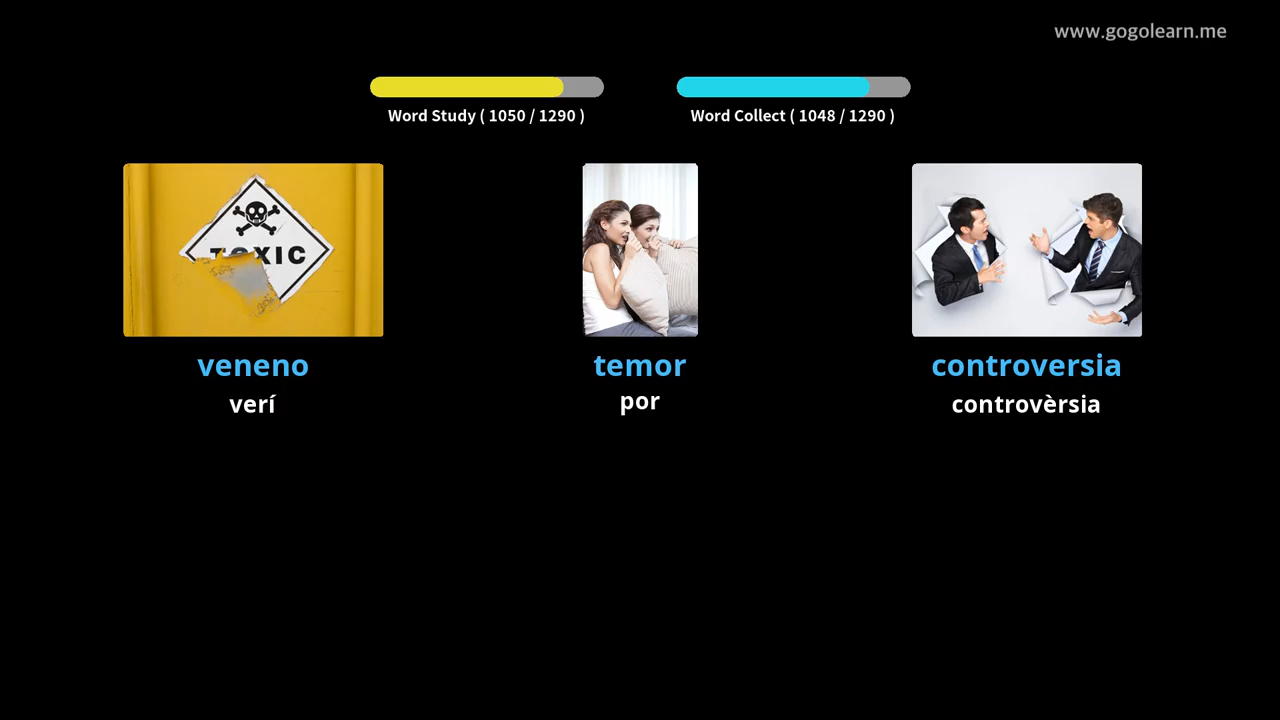 www.gogolearn.me
Word Study ( 1050 / 1290 )
Word Collect ( 1048 / 1290 )
TOXIC
veneno
temor
controversia
verí
por
controvèrsia